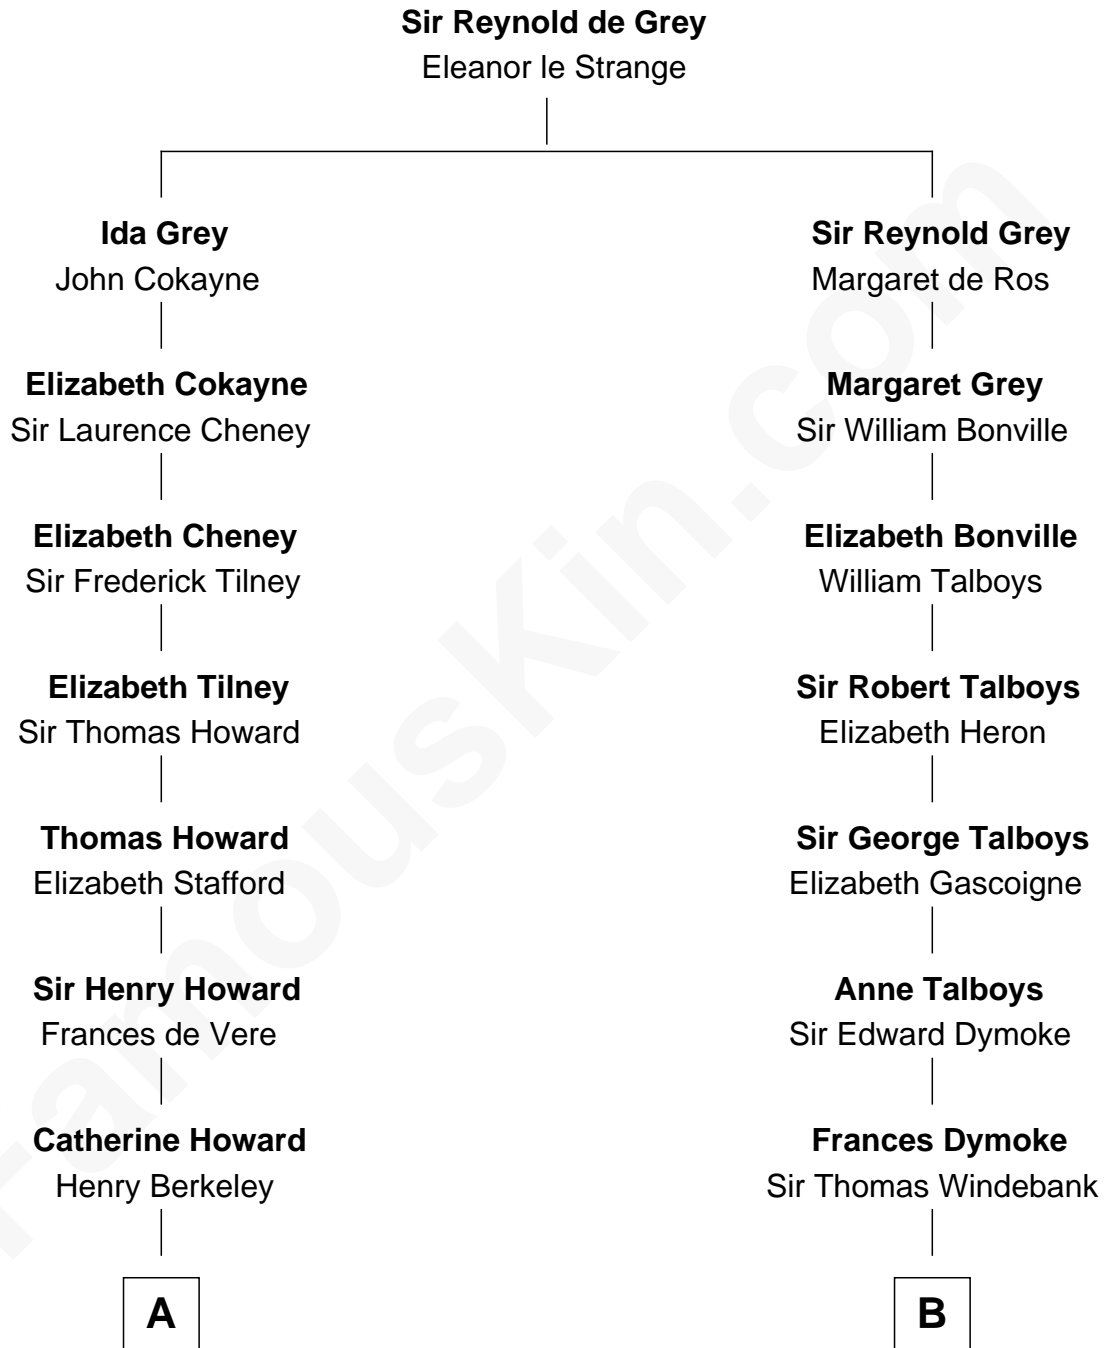 Sir Reynold de Grey
Eleanor le Strange
Ida Grey
John Cokayne
Sir Reynold Grey
Margaret de Ros
Elizabeth Cokayne
Sir Laurence Cheney
Margaret Grey
Sir William Bonville
Elizabeth Cheney
Sir Frederick Tilney
Elizabeth Bonville
William Talboys
Elizabeth Tilney
Sir Thomas Howard
Sir Robert Talboys
Elizabeth Heron
Thomas Howard
Elizabeth Stafford
Sir George Talboys
Elizabeth Gascoigne
Sir Henry Howard
Frances de Vere
Anne Talboys
Sir Edward Dymoke
Catherine Howard
Henry Berkeley
Frances Dymoke
Sir Thomas Windebank
A
B
FamousKin.com